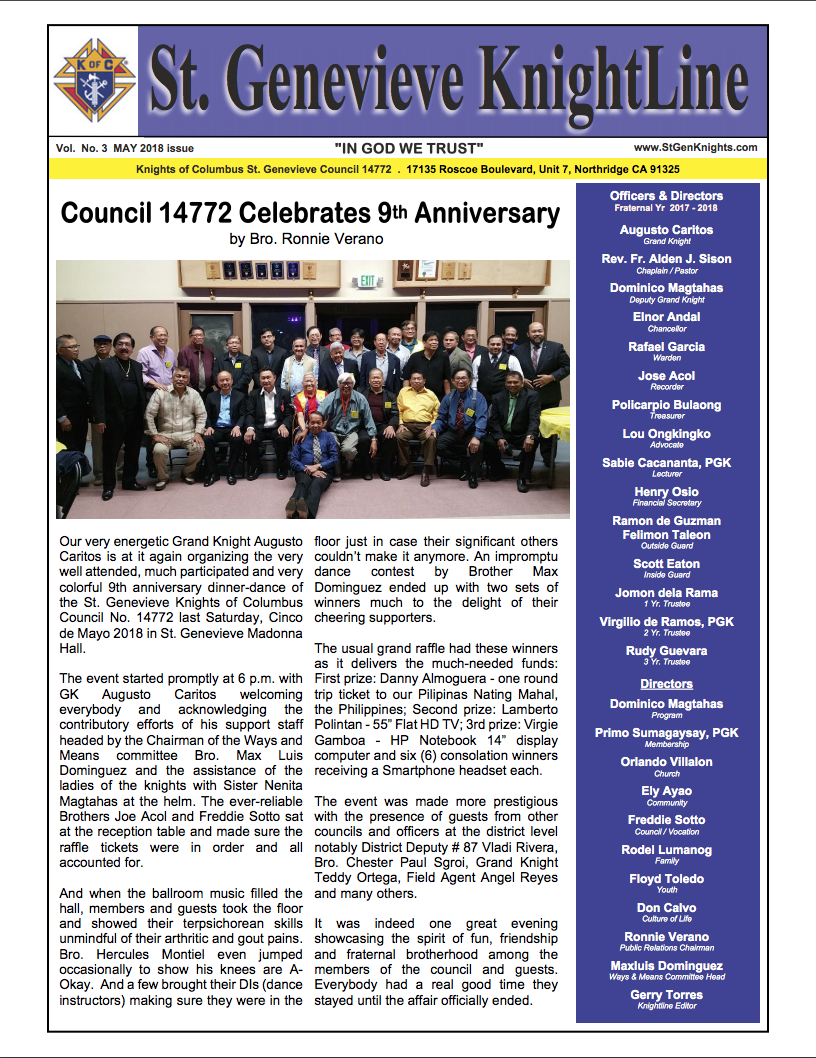 K OF C
St. Genevieve KnightLine
Vol. No. 3 MAY 2018 issue
"IN GOD WE TRUST"
www.StGenKnights.com
Knights of Columbus St. Genevieve Council 14772 . 17135 Roscoe Boulevard, Unit 7, Northridge CA 91325
Council 14772 Celebrates 9th Anniversary
by Bro. Ronnie Verano
EXIT
Our very energetic Grand Knight Augusto
Caritos is at it again organizing the very
well attended, much participated and very
colorful 9th anniversary dinner-dance of
the St. Genevieve Knights of Columbus
Council No. 14772 last Saturday, Cinco
de Mayo 2018 in St. Genevieve Madonna
Hall.
The event started promptly at 6 p.m. with
GK Augusto Caritos welcoming
everybody and acknowledging the
contributory efforts of his support staff
headed by the Chairman of the Ways and
Means committee Bro. Max Luis
Dominguez and the assistance of the
ladies of the knights with Sister Nenita
Magtahas at the helm. The ever-reliable
Brothers Joe Acol and Freddie Sotto sat
at the reception table and made sure the
raffle tickets were in order and all
accounted for.
And when the ballroom music filled the
hall, members and guests took the floor
and showed their terpsichorean skills
unmindful of their arthritic and gout pains.
Bro. Hercules Montiel even jumped
occasionally to show his knees are A-
Okay. And a few brought their DIs (dance
instructors) making sure they were in the
floor just in case their significant others
couldn't make it anymore. An impromptu
dance contest by Brother Max
Dominguez ended up with two sets of
winners much to the delight of their
cheering supporters.
The usual grand raffle had these winners
as it delivers the much-needed funds:
First prize: Danny Almoguera - one round
trip ticket to our Pilipinas Nating Mahal,
the Philippines; Second prize: Lamberto
Polintan - 55” Flat HD TV; 3rd prize: Virgie
Gamboa - HP Notebook 14” display
computer and six (6) consolation winners
receiving a Smartphone headset each.
The event was made more prestigious
with the presence of guests from other
councils and officers at the district level
notably District Deputy # 87 Vladi Rivera,
Bro. Chester Paul Sgroi, Grand Knight
Teddy Ortega, Field Agent Angel Reyes
and many others.
It was indeed one great evening
showcasing the spirit of fun, friendship
and fraternal brotherhood among the
members of the council and guests.
Everybody had a real good time they
stayed until the affair officially ended.
Officers & Directors
Fraternal Yr 2017 - 2018
Augusto Caritos
Grand Knight
Rev. Fr. Alden J. Sison
Chaplain / Pastor
Dominico Magtahas
Deputy Grand Knight
Elnor Andal
Chancellor
Rafael Garcia
Warden
Jose Acol
Recorder
Policarpio Bulaong
Treasurer
Lou Ongkingko
Advocate
Sabie Cacananta, PGK
Lecturer
Henry Osio
Financial Secretary
Ramon de Guzman
Felimon Taleon
Outside Guard
Scott Eaton
Inside Guard
Jomon dela Rama
1 Yr. Trustee
Virgilio de Ramos, PGK
2 Yr. Trustee
Rudy Guevara
3 Yr. Trustee
Directors
Dominico Magtahas
Program
Primo Sumagaysay, PGK
Membership
Orlando Villalon
Church
Ely Ayao
Community
Freddie Sotto
Council / Vocation
Rodel Lumanog
Family
Floyd Toledo
Youth
Don Calvo
Culture of Life
Ronnie Verano
Public Relations Chairman
Maxluis Dominguez
Ways & Means Committee Head
Gerry Torres
Knightline Editor